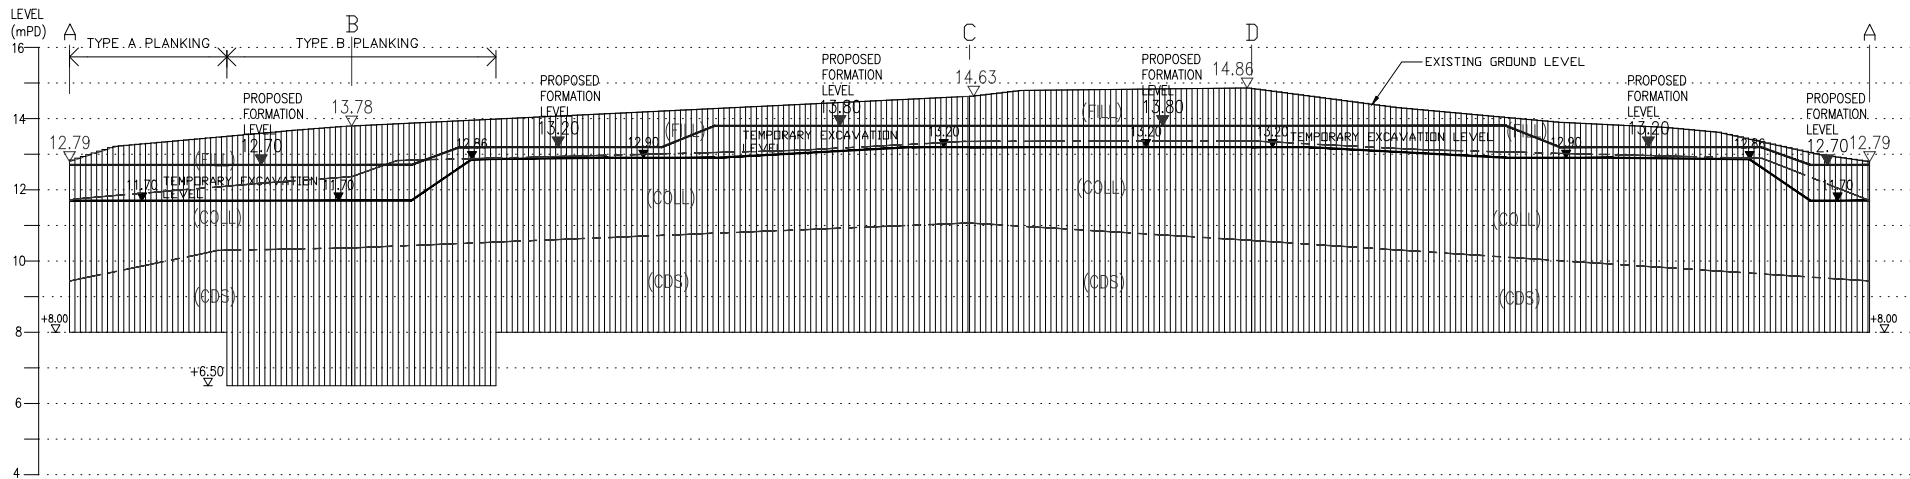 LEVEL
(mPD)
A
B
C
D
A
TYPE A PLANKING
TYPE B PLANKING
16
14
12
10
8
6
4
EXISTING GROUND LEVEL
12.79
13.78
14.63
14.86
12.79
PROPOSED
FORMATION
LEVEL
12.70
PROPOSED
FORMATION
LEVEL
13.20
PROPOSED
FORMATION
LEVEL
13.80
PROPOSED
FORMATION
LEVEL
13.80
PROPOSED
FORMATION
LEVEL
13.20
PROPOSED
FORMATION
LEVEL
12.70
(FILL)
(FILL)
(FILL)
(FILL)
TEMPORARY EXCAVATION
LEVEL
TEMPORARY EXCAVATION
LEVEL
TEMPORARY EXCAVATION LEVEL
11.70
11.70
12.86
12.90
13.20
13.20
13.20
12.90
12.86
11.70
(COLL)
(COLL)
(COLL)
(COLL)
(CDS)
(CDS)
(CDS)
(CDS)
+8.00
+6.50
+8.00